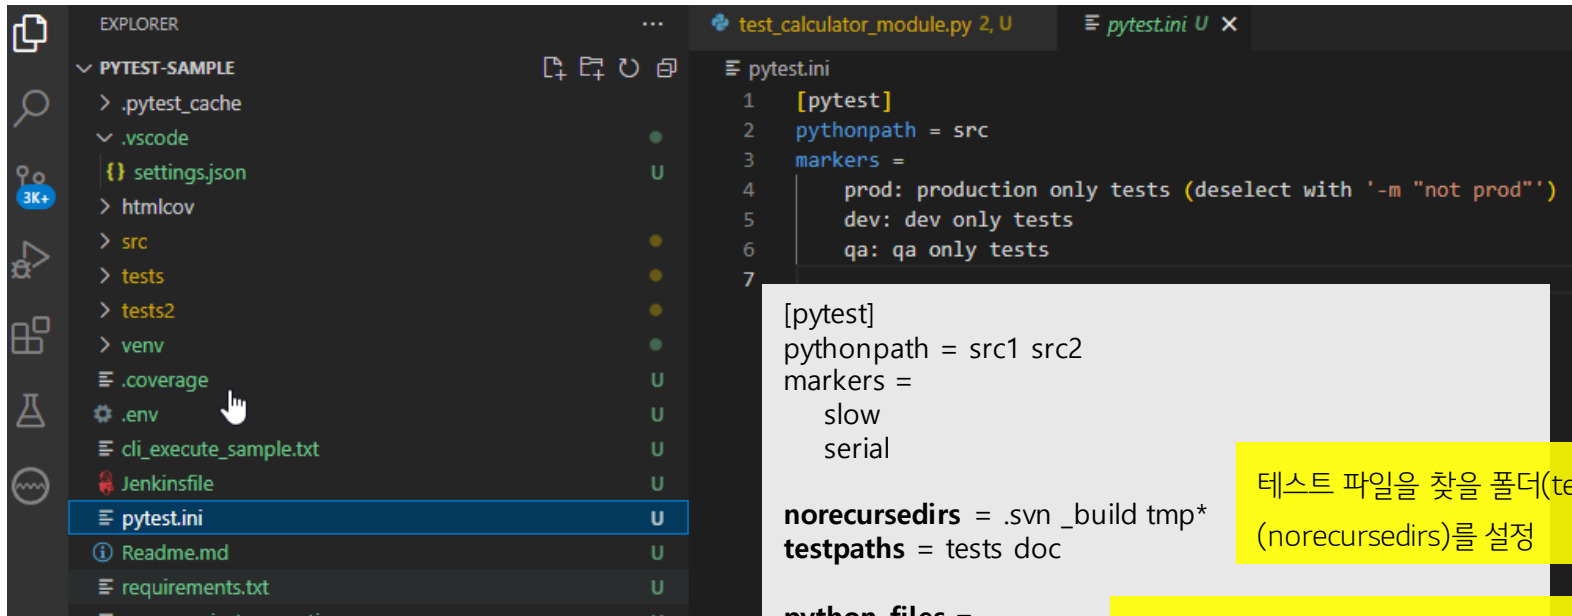 EXPLORER
PYTEST-SAMPLE
.pytest_cache
.vscode
{} settings.json U
htmlcov
src
tests
tests2
venv
.coverage U
.env U
cli_execute_sample.txt U
Jenkinsfile U
pytest.ini U
Readme.md U
requirements.txt U
3K+
test_calculator_module.py 2, U
pytest.ini U
pytest.ini
1 [pytest]
2 pythonpath = src
3 markers =
4 prod: production only tests (deselect with '-m "not prod"')
5 dev: dev only tests
6 qa: qa only tests
7
[pytest]
pythonpath = src1 src2
markers =
slow
serial
norecursedirs = .svn _build tmp*
testpaths = tests doc
python_files =
테스트 파일을 찾을 폴더(te
(norecursedirs)를 설정